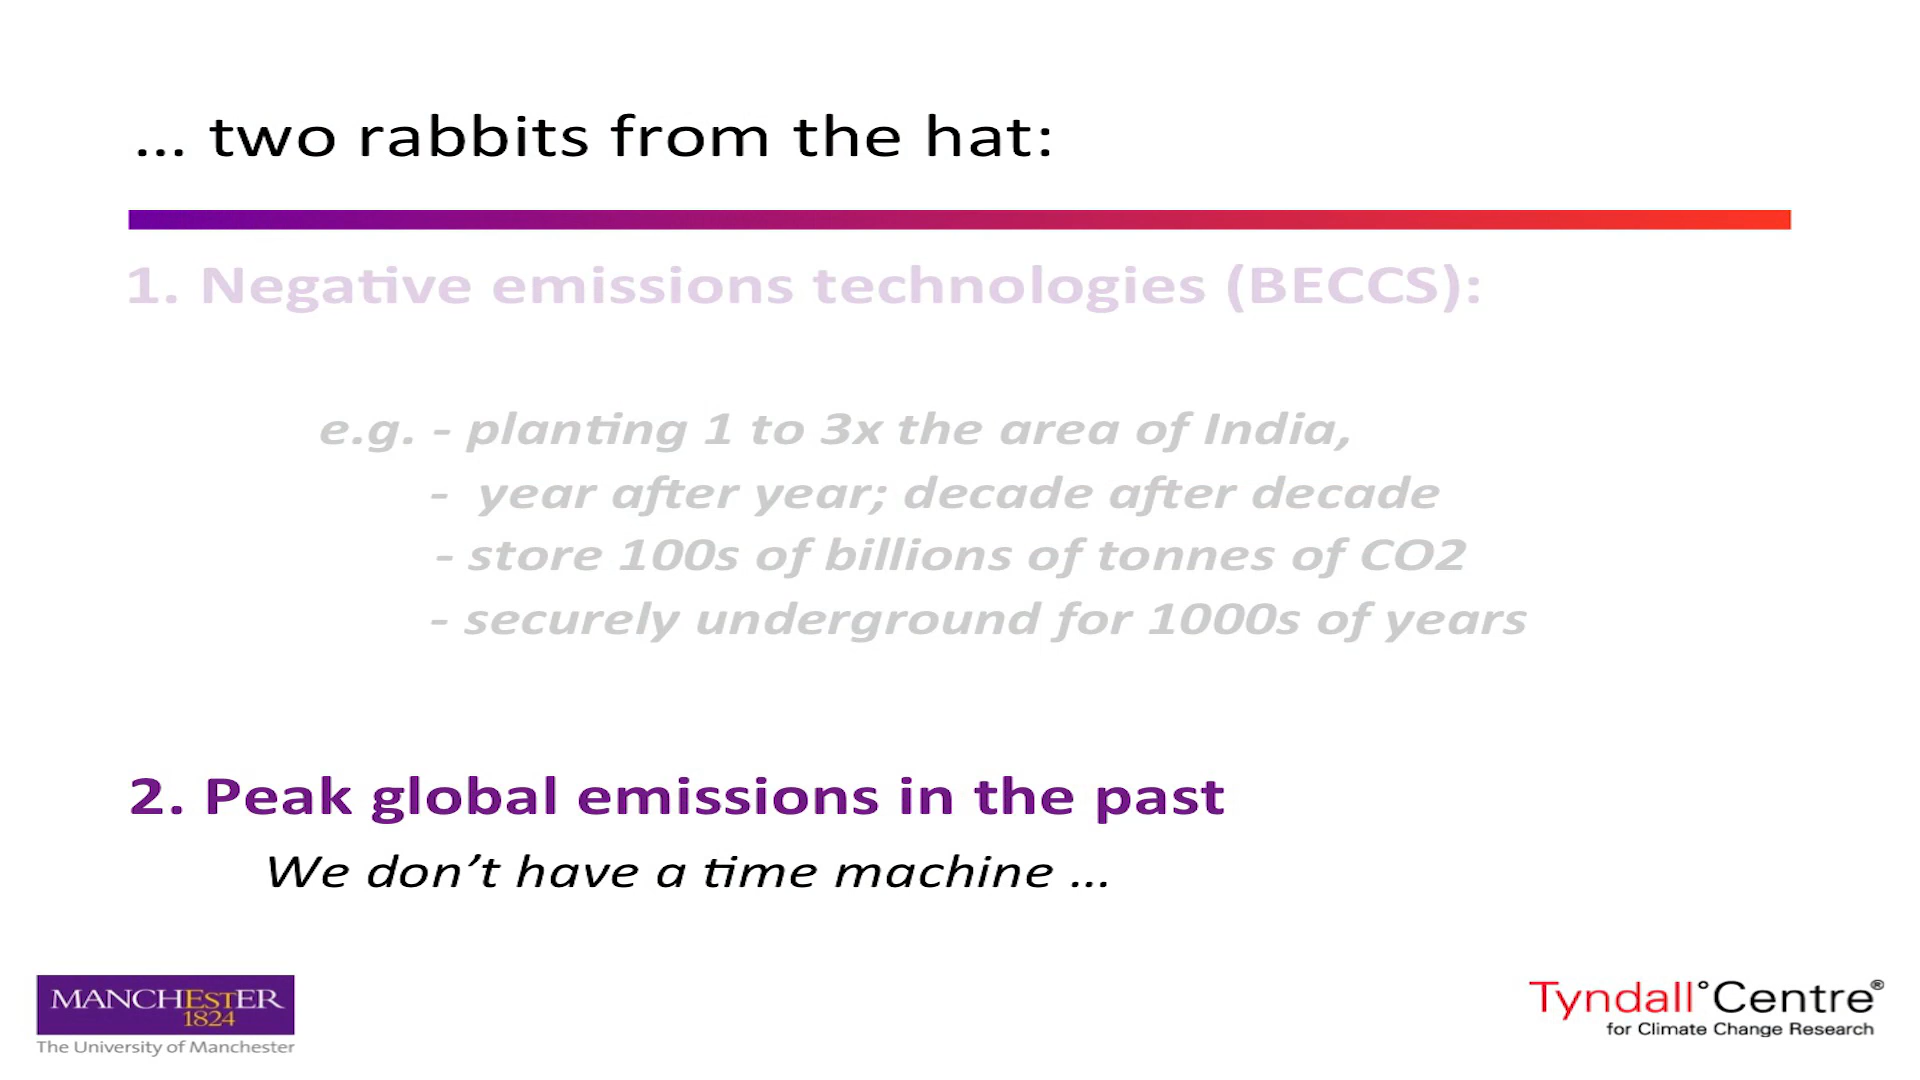 ... two rabbits from the hat:
1. Negative emissions technologies (BECCS):
e.g. - planting 1 to 3x the area of India,
- year after year; decade after decade
- store 100s of billions of tonnes of CO2
- securely underground for 1000s of years
2. Peak global emissions in the past
We don’t have a time machine ...
MANCHESTER
1824
The University of Manchester
Tyndall°Centre®
for Climate Change Research